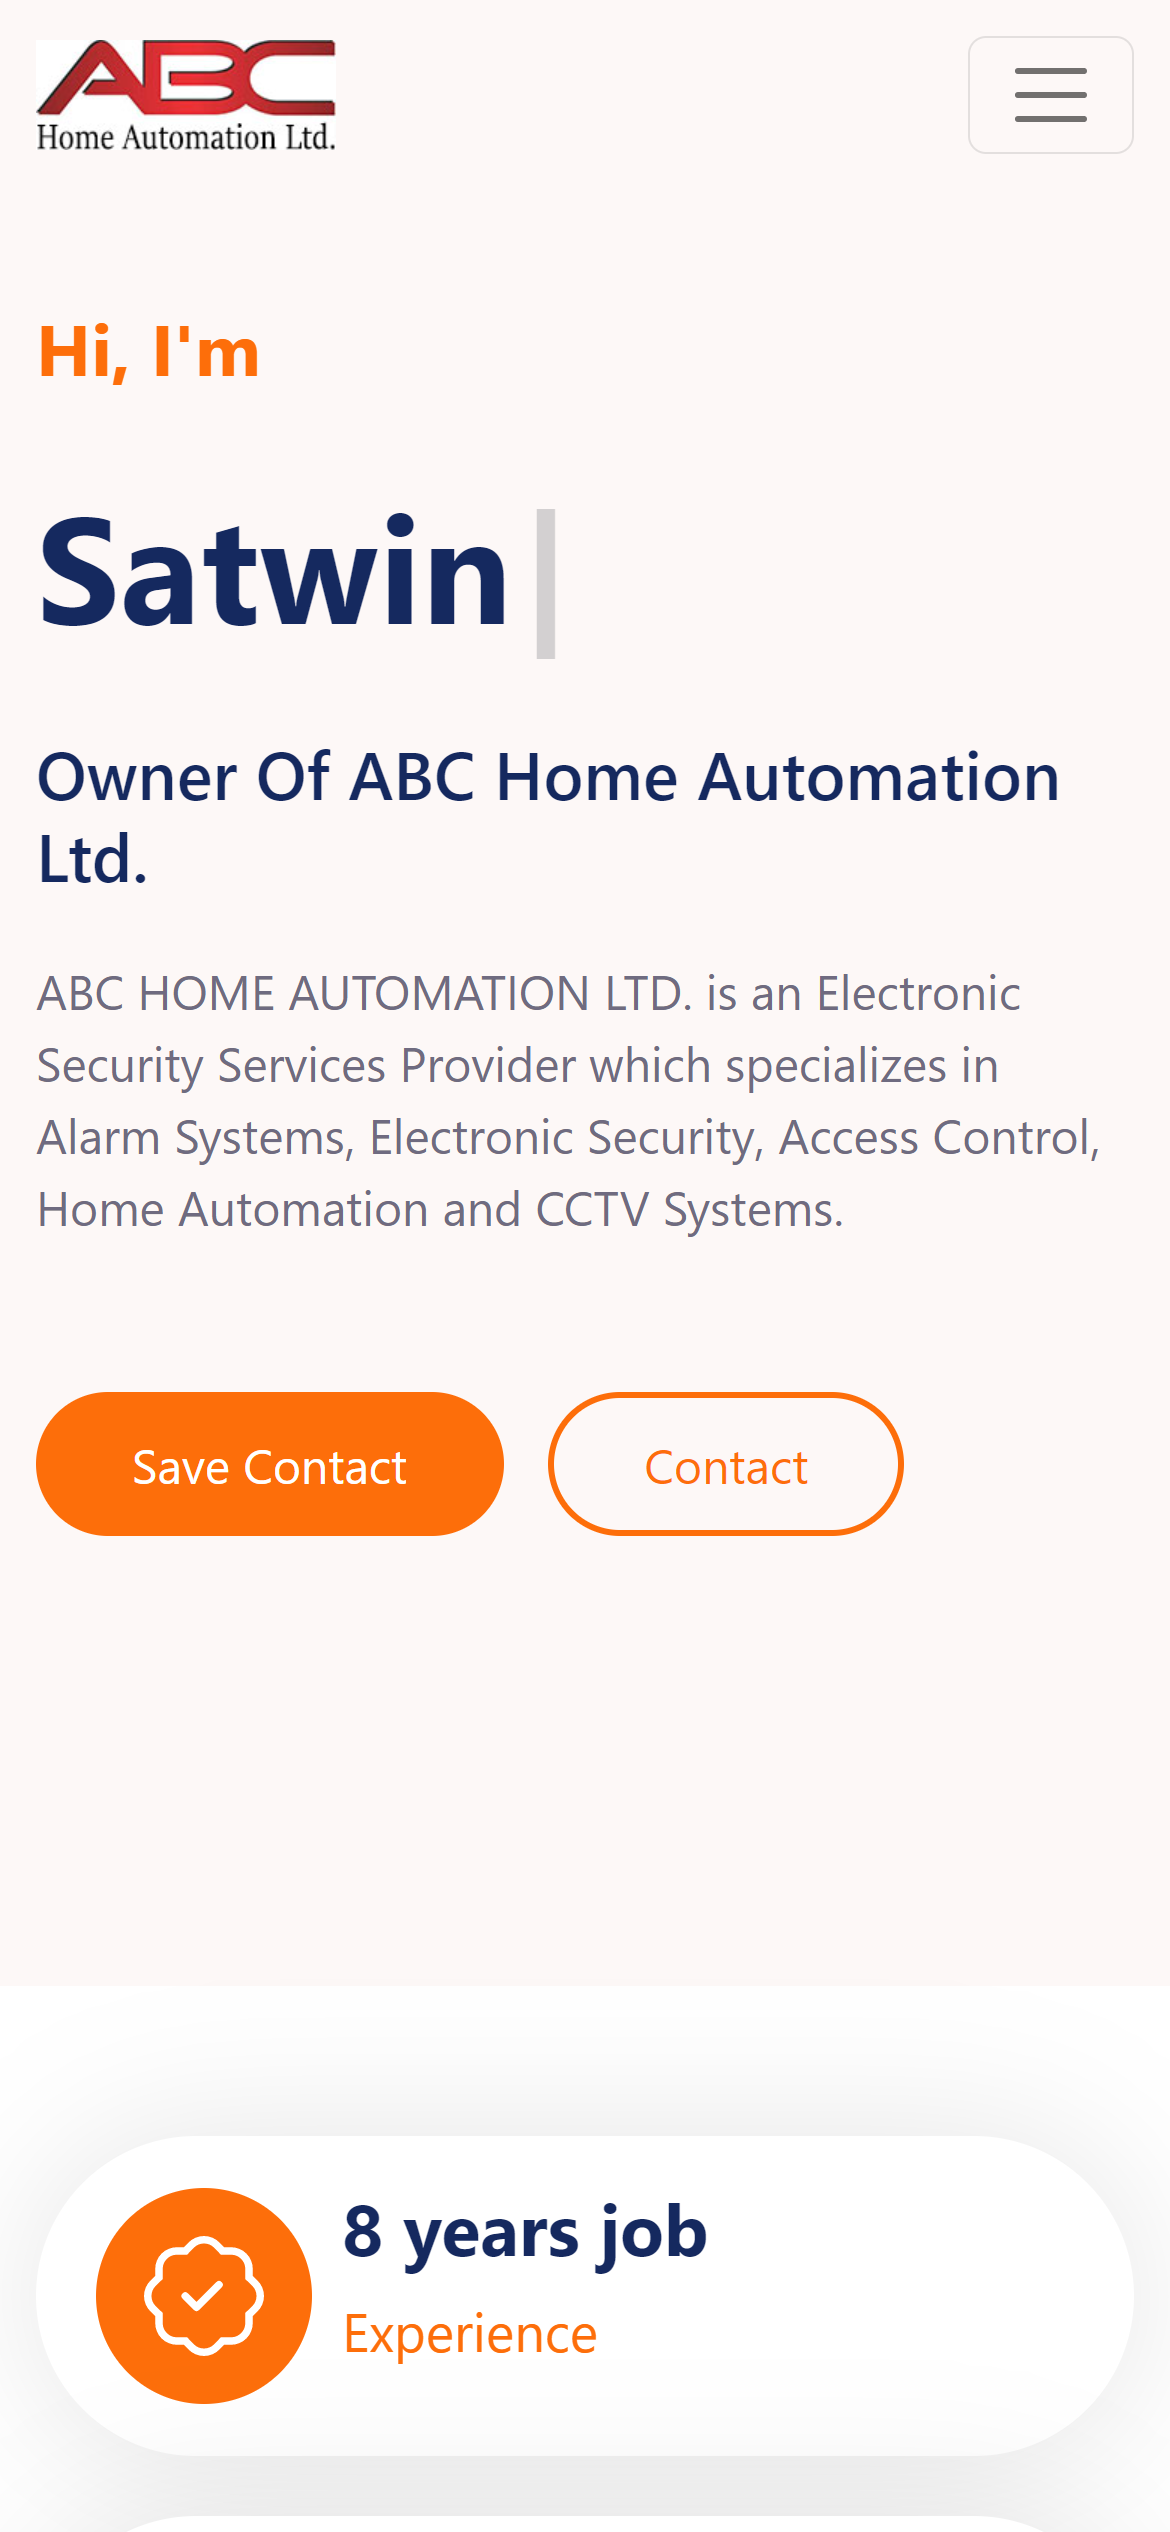 ABC
Home Automation Ltd.
Hi, I'm
Satwin
Owner Of ABC Home Automation
Ltd.
ABC HOME AUTOMATION LTD. is an Electronic
Security Services Provider which specializes in
Alarm Systems, Electronic Security, Access Control,
Home Automation and CCTV Systems.
Save Contact
Contact
8 years job
Experience